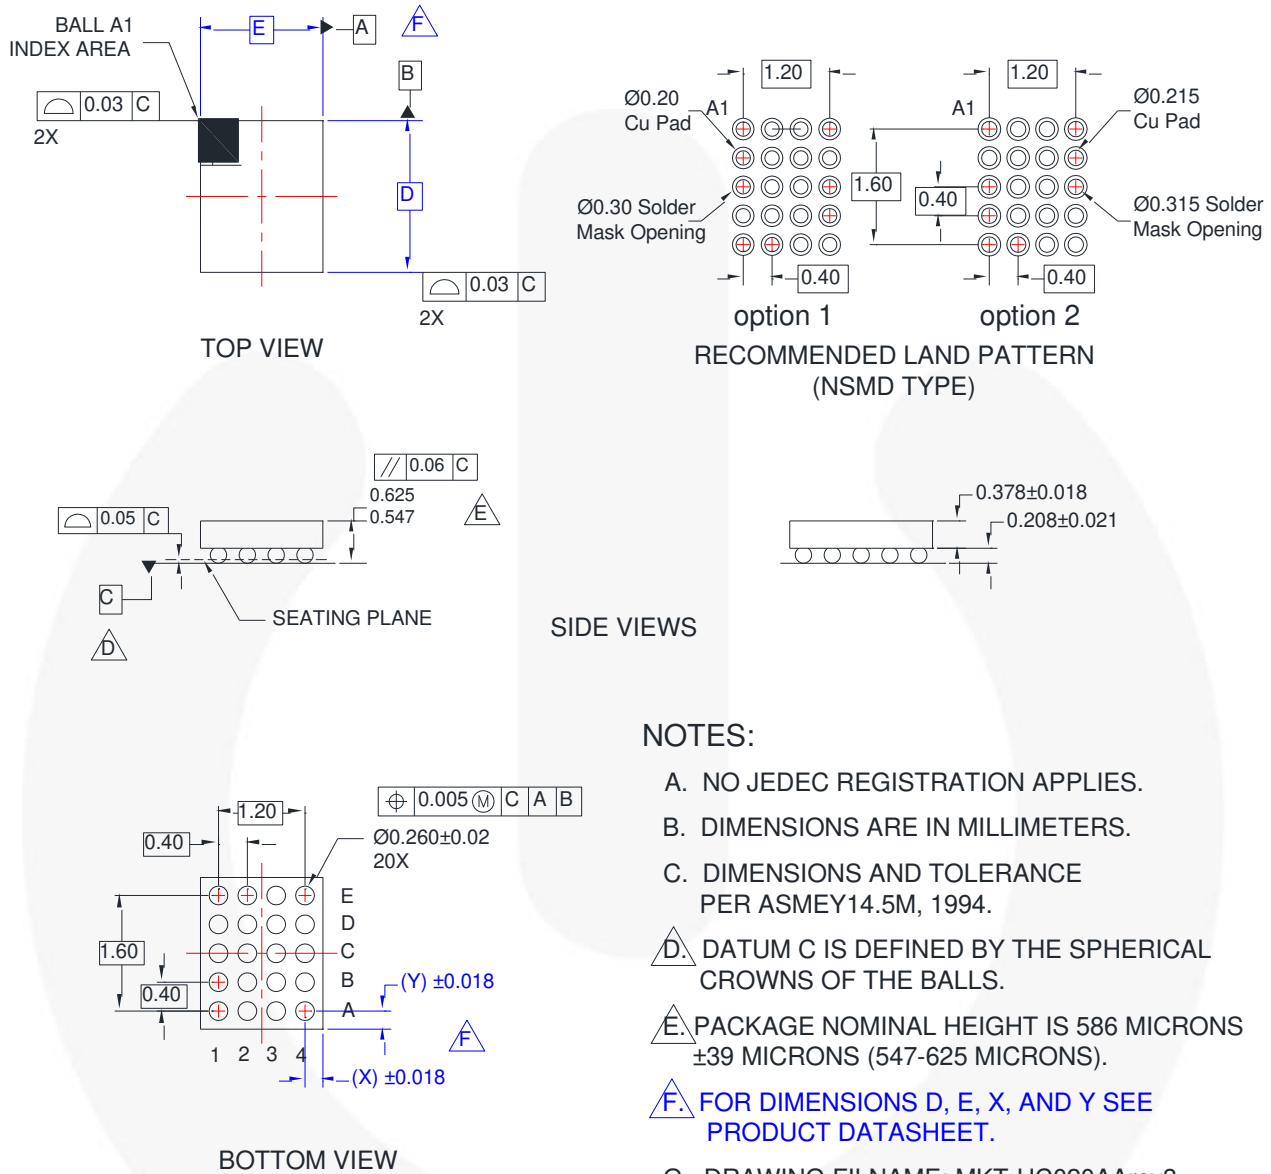 BALL A1
INDEX AREA
E
A
F
B
0.03 C
2X
D
0.03 C
2X
TOP VIEW
1.20
Ø0.20
Cu Pad
A1
Ø0.30 Solder
Mask Opening
0.40
option 1
1.20
A1
Ø0.215
Cu Pad
1.60
0.40
Ø0.315 Solder
Mask Opening
0.40
option 2
RECOMMENDED LAND PATTERN
(NSMD TYPE)
// 0.06 C
0.625
0.547
E
0.05 C
C
D
SEATING PLANE
0.378±0.018
0.208±0.021
SIDE VIEWS
1.20
0.005 Ⓜ C A B
0.40
Ø0.260±0.02
20X
E
D
C
B
A
1.60
0.40
(Y) ±0.018
F
1 2 3 4
(X) ±0.018
BOTTOM VIEW
NOTES:
A. NO JEDEC REGISTRATION APPLIES.
B. DIMENSIONS ARE IN MILLIMETERS.
C. DIMENSIONS AND TOLERANCE
PER ASMEY14.5M, 1994.
D. DATUM C IS DEFINED BY THE SPHERICAL
CROWNS OF THE BALLS.
E. PACKAGE NOMINAL HEIGHT IS 586 MICRONS
±39 MICRONS (547-625 MICRONS).
F. FOR DIMENSIONS D, E, X, AND Y SEE
PRODUCT DATASHEET.